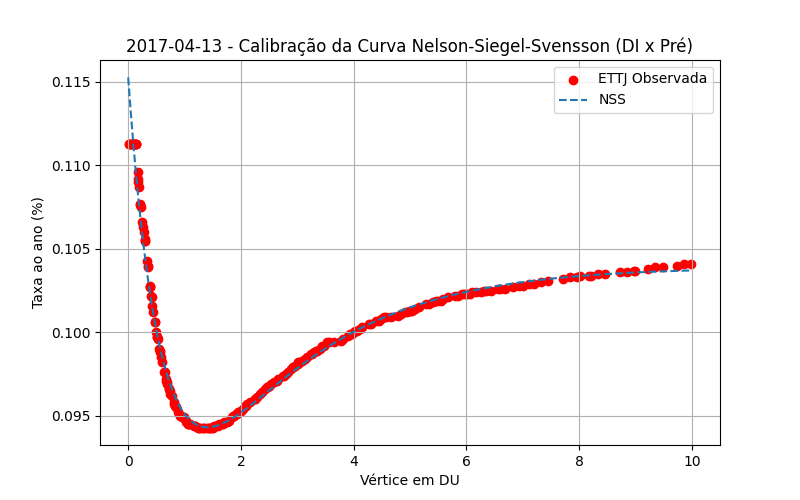 2017-04-13 - Calibração da Curva Nelson-Siegel-Svensson (DI x Pré)
ETTJ Observada
NSS
Taxa ao ano (%)
0.115
0.110
0.105
0.100
0.095
0 2 4 6 8 10
Vértice em DU